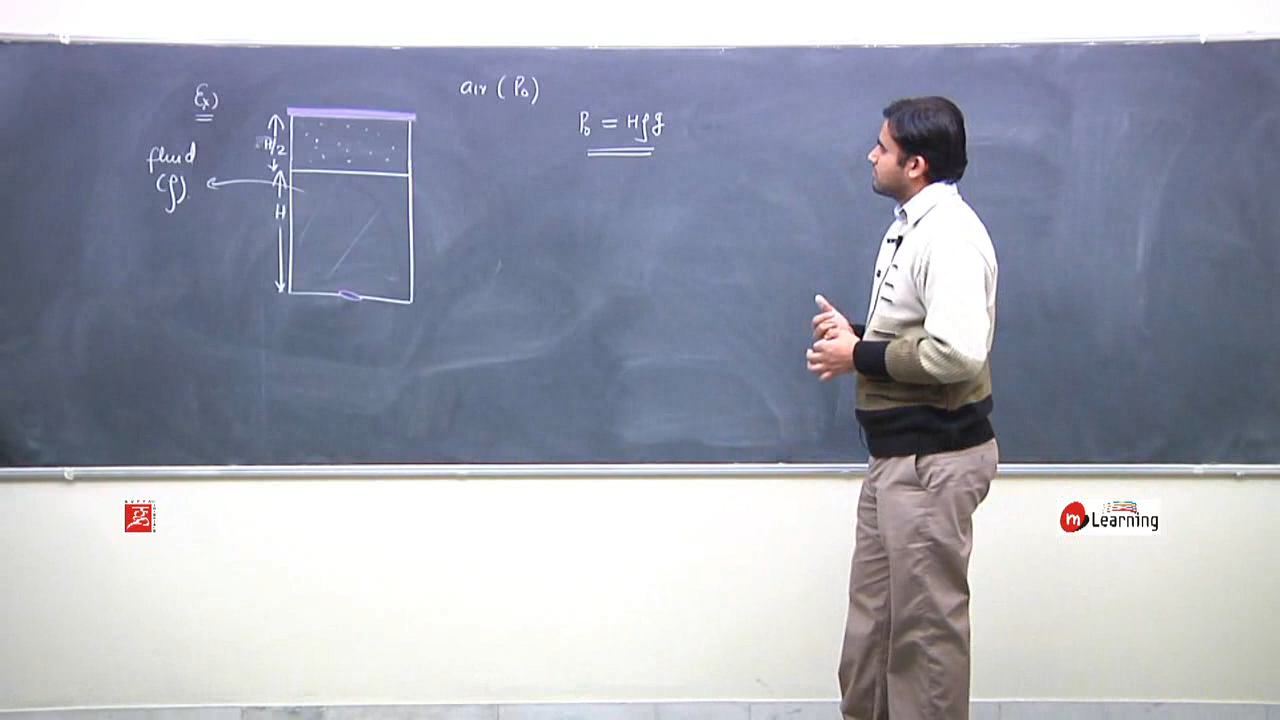 Ex)
air (P₀)
P₀ = Hρg
H/2
fluid
(ρ)
H
m Learning